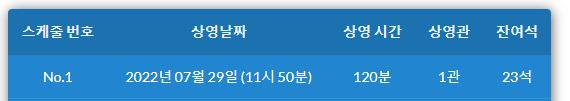 스케줄 번호 상영날짜 상영 시간 상영관 잔여석
No.1 2022년 07월 29일 (11시 50분) 120분 1관 23석